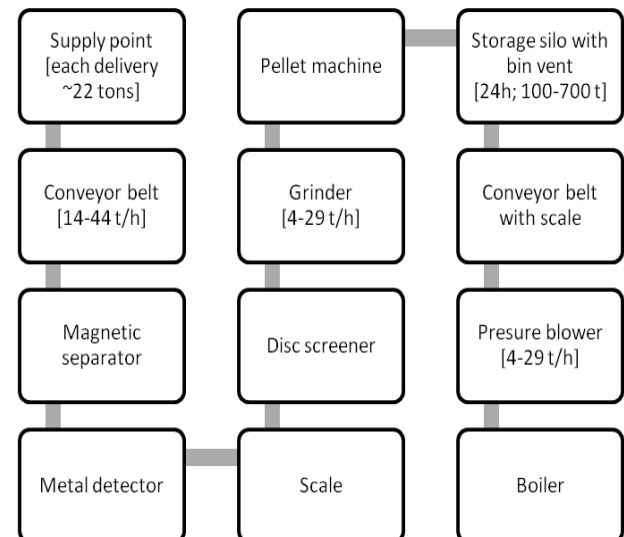 Supply point
[each delivery
~22 tons]
Conveyor belt
[14-44 t/h]
Magnetic
separator
Metal detector
Scale
Disc screener
Grinder
[4-29 t/h]
Pellet machine
Storage silo with
bin vent
[24h; 100-700 t]
Conveyor belt
with scale
Presure blower
[4-29 t/h]
Boiler